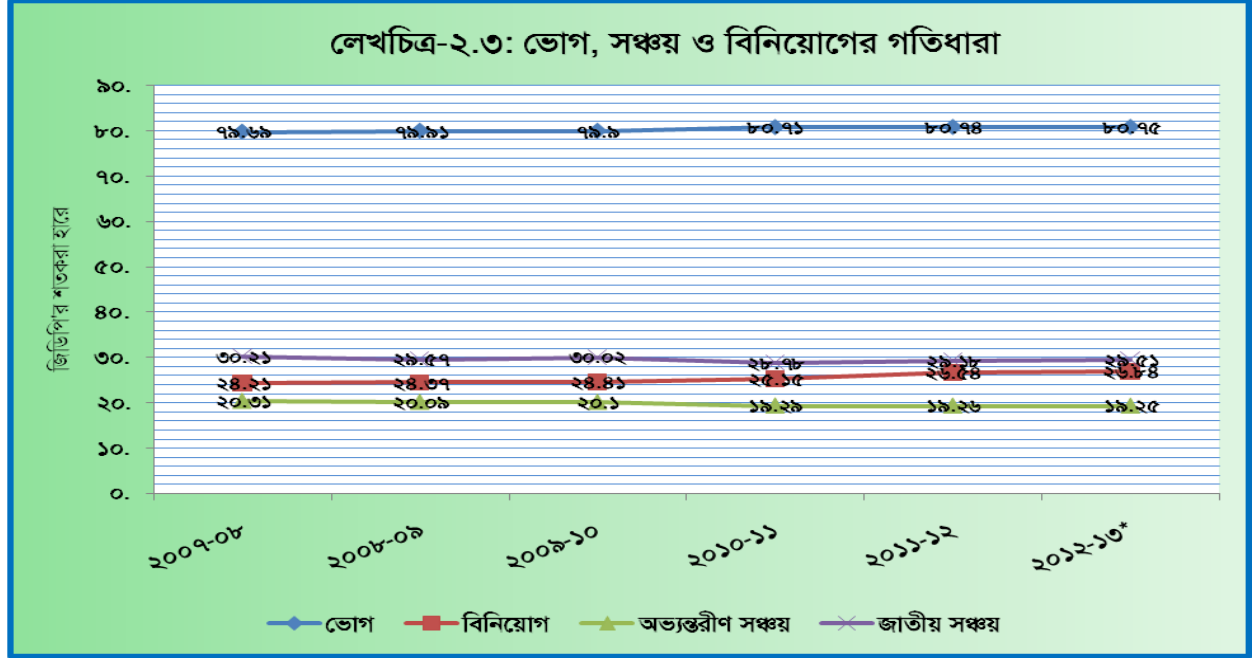 লেখচিত্র-২.৩: ভোগ, সঞ্চয় ও বিনিয়োগের গতিধারা
জিডিপি'র শতকরা হারে
৯০.
৮০.
৭০.
৬০.
৫০.
৪০.
৩০.
২০.
১০.
০.
৭৯.৬৯ ৭৯.৯১ ৭৯.৯ ৮০.৭১ ৮০.৭৪ ৮০.৭৫
৩০.২১ ২৯.৫৭ ৩০.০২ ২৮.৭৮ ২৯.১৮ ২৯.৫১
২৪.২১ ২৪.৩৭ ২৪.৪১ ২৫.১৫ ২৬.৫৪ ২৬.৮৪
২০.৩১ ২০.০৯ ২০.১ ১৯.২৯ ১৯.২৬ ১৯.২৫
২০০৭-০৮ ২০০৮-০৯ ২০০৯-১০ ২০১০-১১ ২০১১-১২ ২০১২-১৩*
ভোগ বিনিয়োগ অভ্যন্তরীণ সঞ্চয় জাতীয় সঞ্চয়